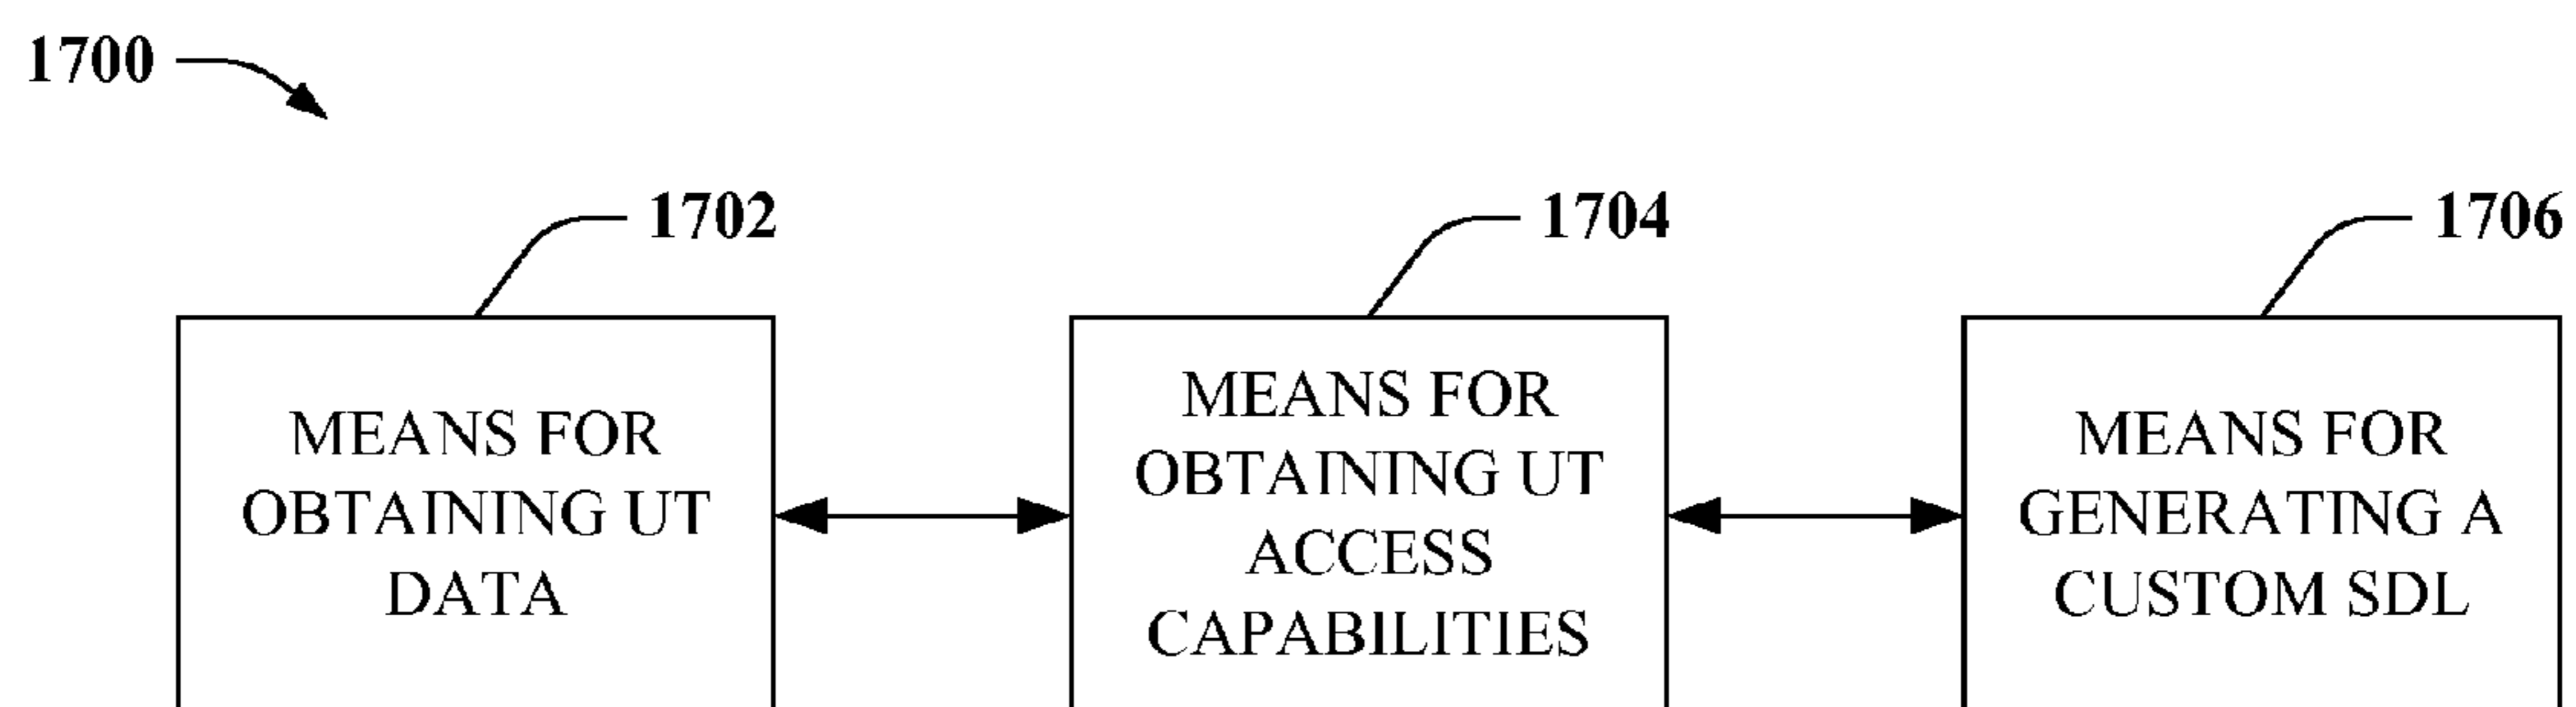 1700
1702
1704
1706
MEANS FOR
OBTAINING UT
DATA
MEANS FOR
OBTAINING UT
ACCESS
CAPABILITIES
MEANS FOR
GENERATING A
CUSTOM SDL